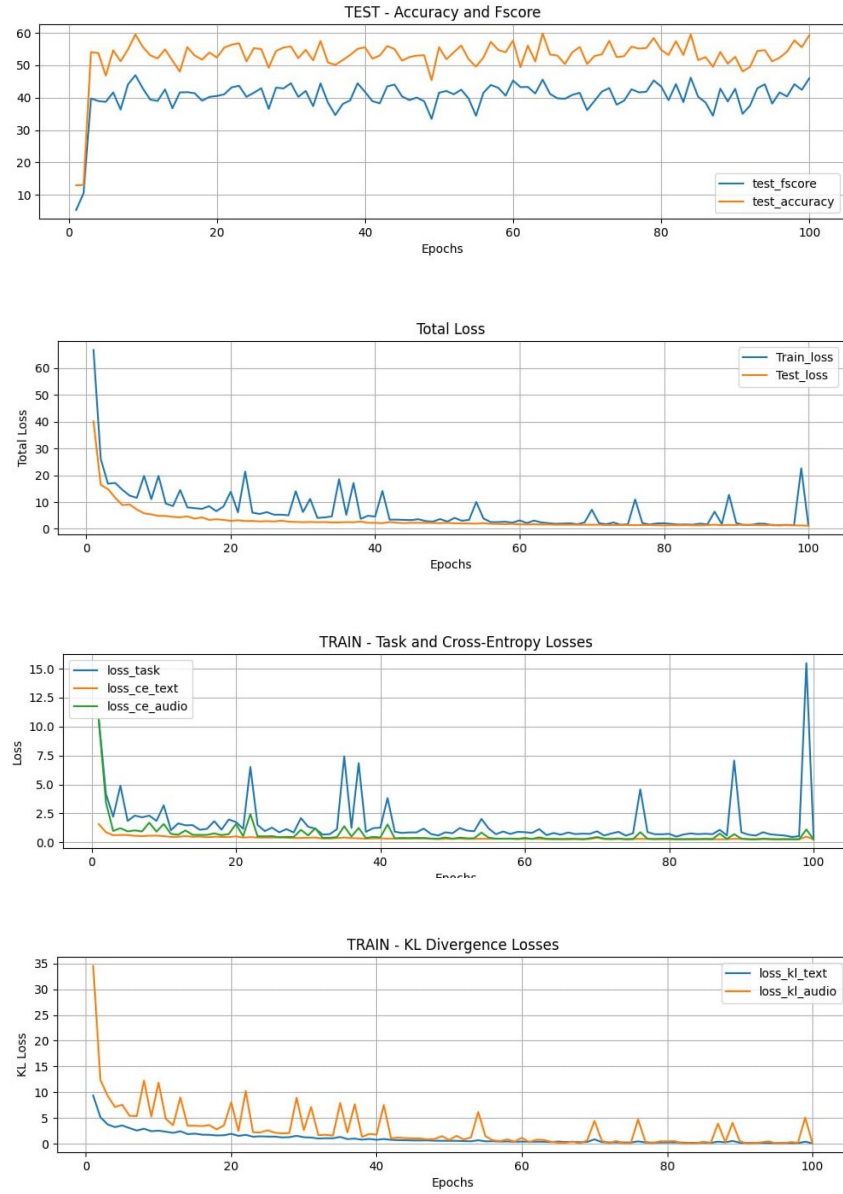 TEST - Accuracy and Fscore
60
50
40
30
20
10
test_fscore
test_accuracy
0 20 40 60 80 100
Epochs
Total Loss
Total Loss
60
50
40
30
20
10
0
Train_loss
Test_loss
0 20 40 60 80 100
Epochs
TRAIN - Task and Cross-Entropy Losses
Loss
15.0
12.5
10.0
7.5
5.0
2.5
0.0
loss_task
loss_ce_text
loss_ce_audio
0 20 40 60 80 100
Epochs
TRAIN - KL Divergence Losses
KL Loss
35
30
25
20
15
10
5
0
loss_kl_text
loss_kl_audio
0 20 40 60 80 100
Epochs